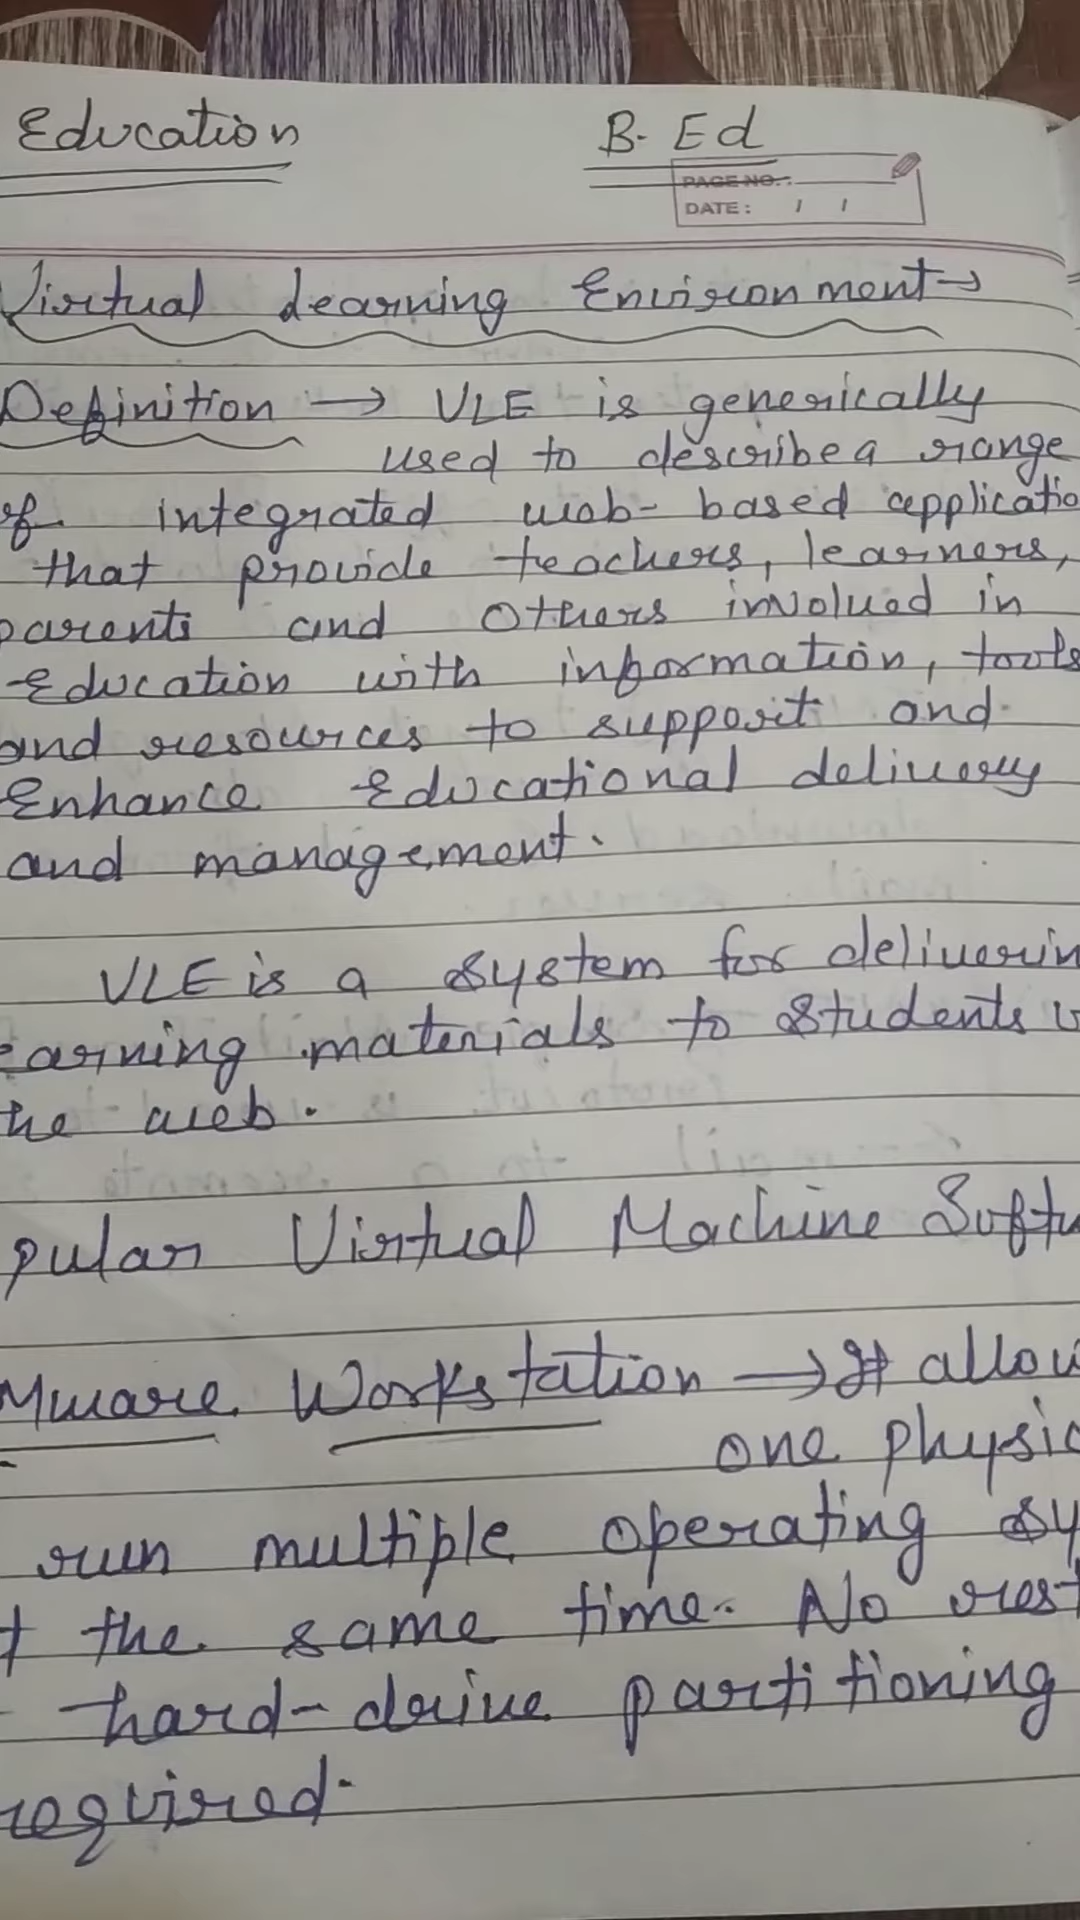 Education B. Ed
PAGE NO.:
DATE: / /
Virtual Learning Environment →
Definition → VLE is generically
used to describe a range
of integrated web-based applicatio
that provide teachers, learners,
parents and others involved in
Education with information, tools
and resources to support and
Enhance Educational delivery
and management.
VLE is a system for deliverin
earning materials to students
the web.
pular Virtual Machine Softw
Mware Workstation → It allow
one physic
run multiple operating sy
t the same time. No rest
hard-drive partitioning
required.